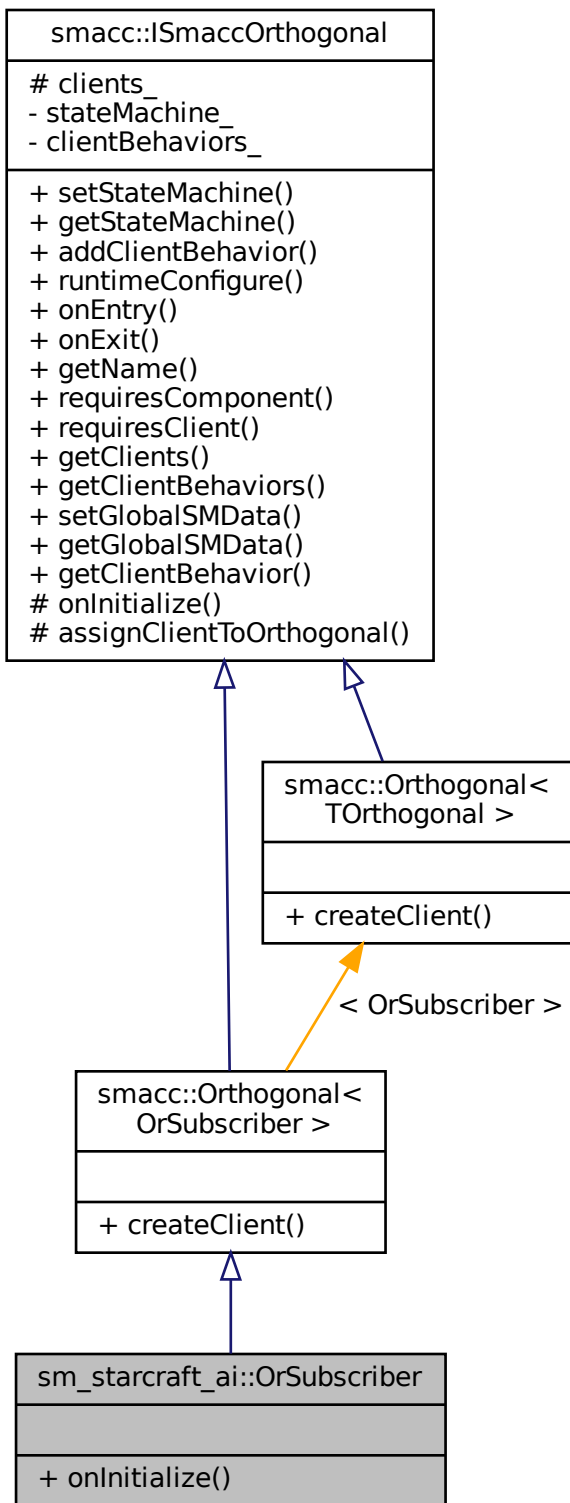 smacc::ISmaccOrthogonal
# clients_
- stateMachine_
- clientBehaviors_
+ setStateMachine()
+ getStateMachine()
+ addClientBehavior()
+ runtimeConfigure()
+ onEntry()
+ onExit()
+ getName()
+ requiresComponent()
+ requiresClient()
+ getClients()
+ getClientBehaviors()
+ setGlobalSMData()
+ getGlobalSMData()
+ getClientBehavior()
# onInitialize()
# assignClientToOrthogonal()
smacc::Orthogonal<
TOrthogonal >
+ createClient()
< OrSubscriber >
smacc::Orthogonal<
OrSubscriber >
+ createClient()
sm_starcraft_ai::OrSubscriber
+ onInitialize()